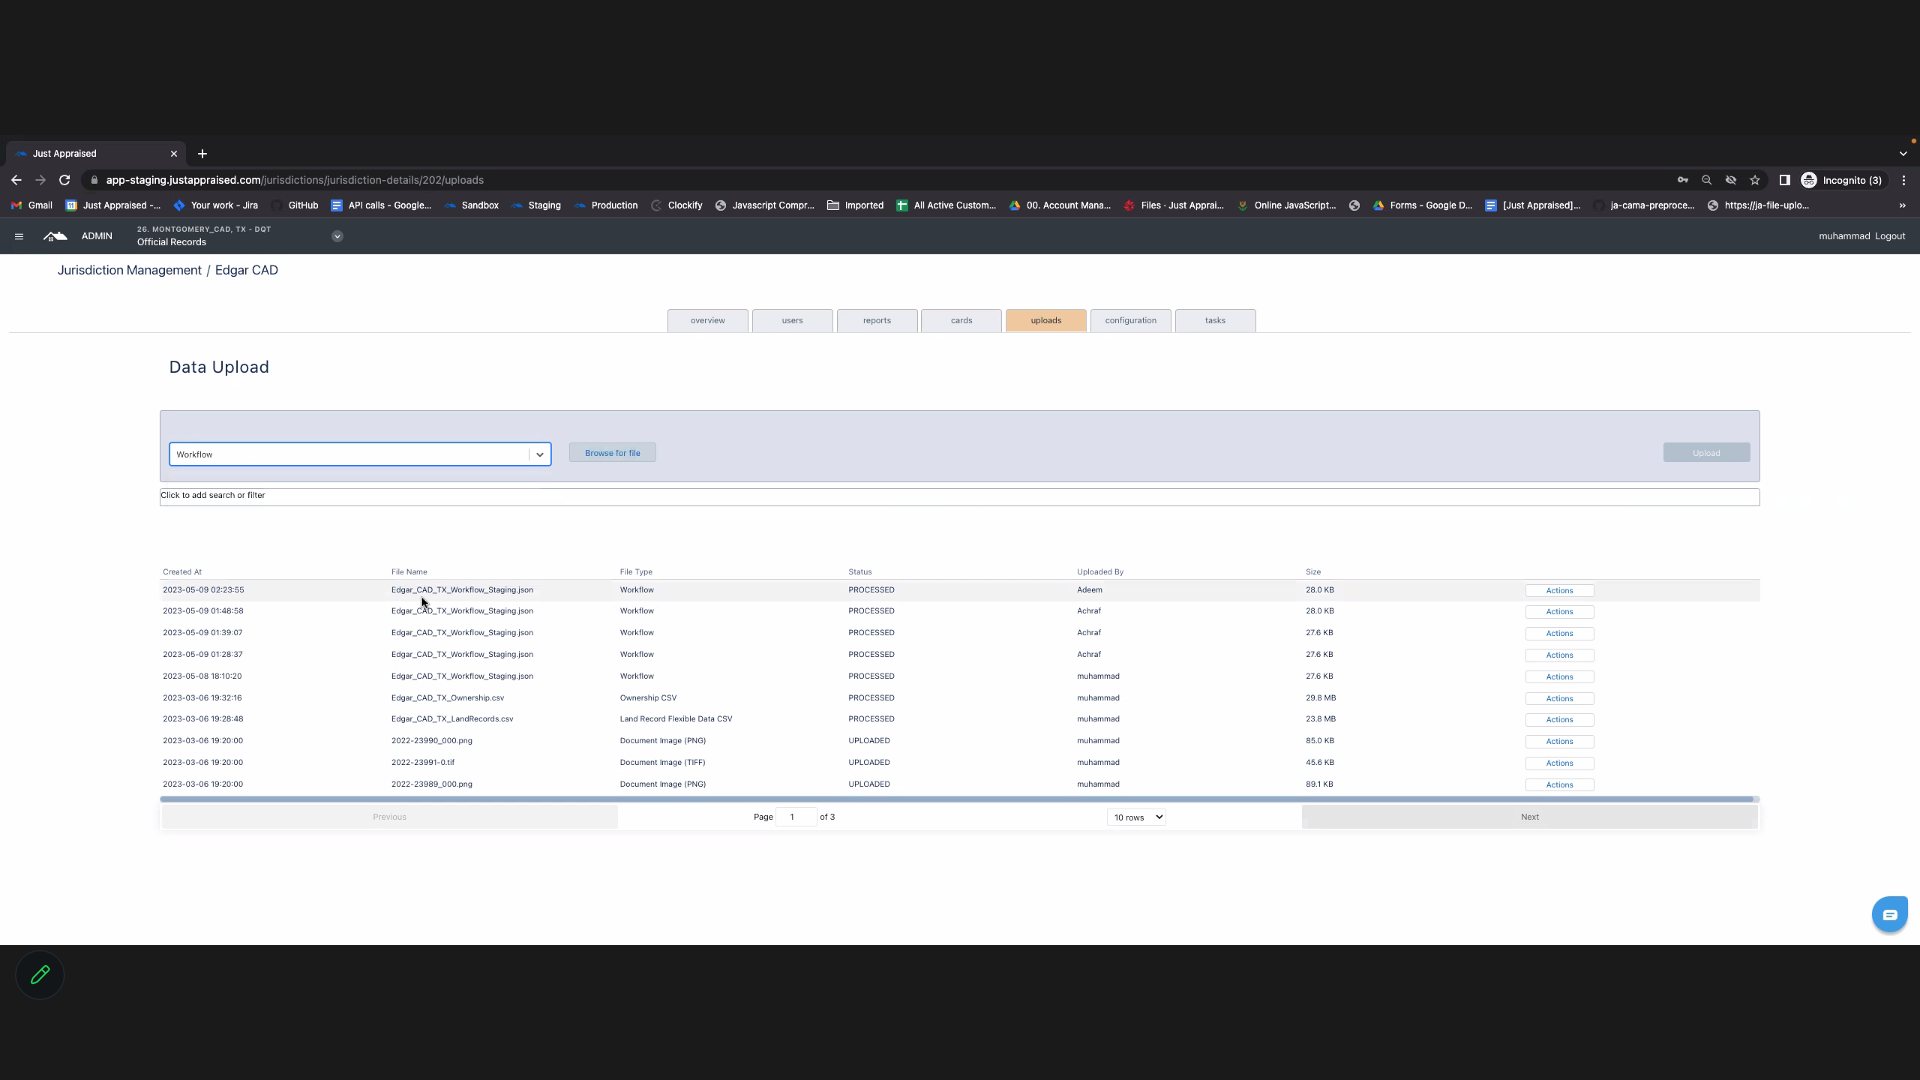 Just Appraised
app-staging.justappraised.com/jurisdictions/jurisdiction-details/202/uploads
Incognito (3)
Gmail Just Appraised -... Your work - Jira GitHub API calls - Google... Sandbox Staging Production Clockify Javascript Compr... Imported All Active Custom... 00. Account Mana... Files · Just Apprai... Online JavaScript... Forms - Google D... [Just Appraised]... ja-cama-preproce... https://ja-file-uplo... »
ADMIN
26. MONTGOMERY_CAD, TX - DQT
Official Records
muhammad Logout
Jurisdiction Management / Edgar CAD
overview users reports cards uploads configuration tasks
Data Upload
Workflow Browse for file Upload
Click to add search or filter
Created At File Name File Type Status Uploaded By Size
2023-05-09 02:23:55 Edgar_CAD_TX_Workflow_Staging.json Workflow PROCESSED Adeem 28.0 KB Actions
2023-05-09 01:48:58 Edgar_CAD_TX_Workflow_Staging.json Workflow PROCESSED Achraf 28.0 KB Actions
2023-05-09 01:39:07 Edgar_CAD_TX_Workflow_Staging.json Workflow PROCESSED Achraf 27.6 KB Actions
2023-05-09 01:28:37 Edgar_CAD_TX_Workflow_Staging.json Workflow PROCESSED Achraf 27.6 KB Actions
2023-05-08 18:10:20 Edgar_CAD_TX_Workflow_Staging.json Workflow PROCESSED muhammad 27.6 KB Actions
2023-03-06 19:32:16 Edgar_CAD_TX_Ownership.csv Ownership CSV PROCESSED muhammad 29.8 MB Actions
2023-03-06 19:28:48 Edgar_CAD_TX_LandRecords.csv Land Record Flexible Data CSV PROCESSED muhammad 23.8 MB Actions
2023-03-06 19:20:00 2022-23990_000.png Document Image (PNG) UPLOADED muhammad 85.0 KB Actions
2023-03-06 19:20:00 2022-23991-0.tif Document Image (TIFF) UPLOADED muhammad 45.6 KB Actions
2023-03-06 19:20:00 2022-23989_000.png Document Image (PNG) UPLOADED muhammad 89.1 KB Actions
Previous Page 1 of 3 10 rows Next